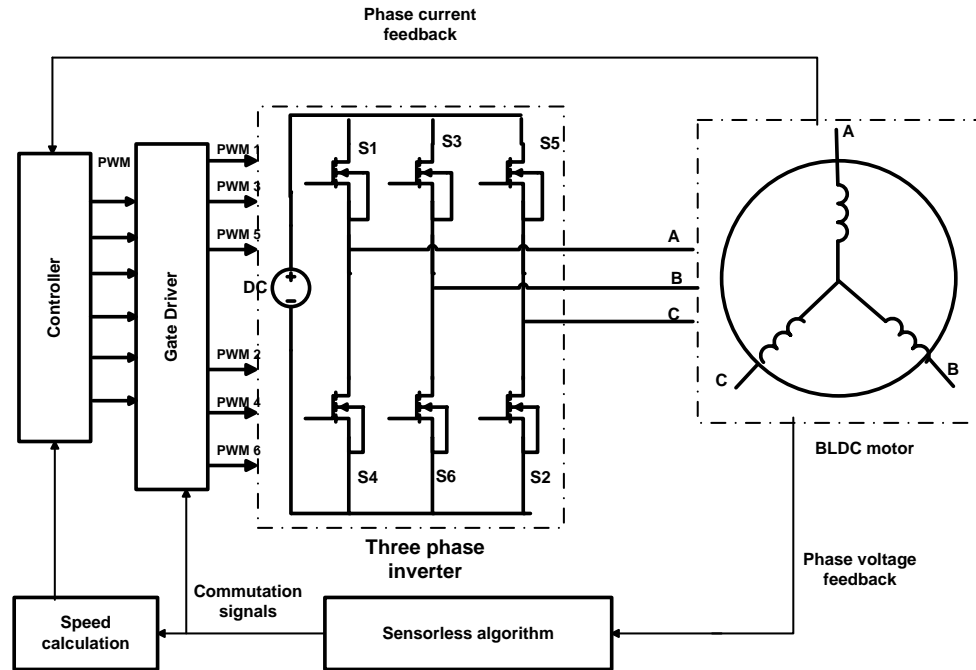 Phase current
feedback
Controller
PWM
Gate Driver
PWM 1
PWM 3
PWM 5
PWM 2
PWM 4
PWM 6
S1
S3
S5
DC
+
−
S4
S6
S2
A
B
C
A
B
C
BLDC motor
Three phase
inverter
Phase voltage
feedback
Commutation
signals
Speed
calculation
Sensorless algorithm